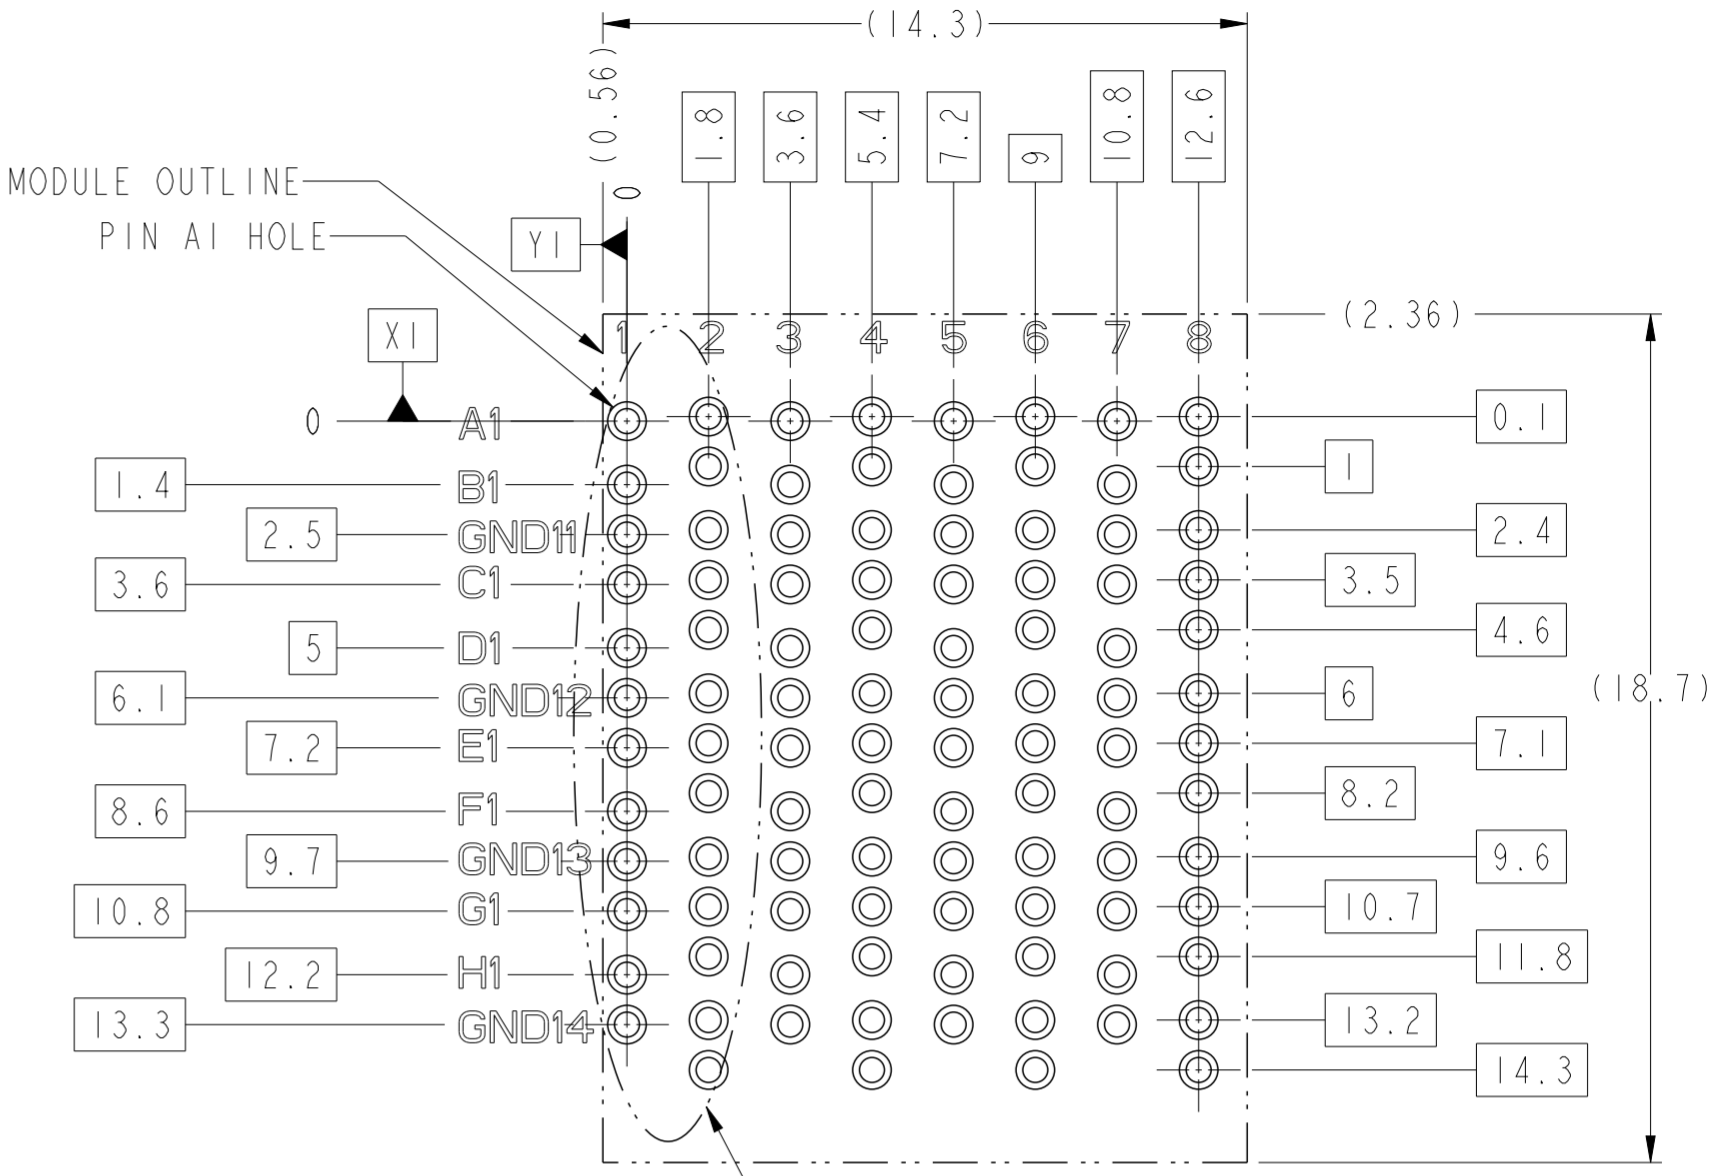 (14.3)
(0.56)
0
1.8
3.6
5.4
7.2
9
10.8
12.6
MODULE OUTLINE
PIN A1 HOLE
Y1
X1
(2.36)
1 2 3 4 5 6 7 8
0 A1 0.1
1
1.4 B1
2.5 GND11 2.4
3.6 C1 3.5
4.6
5 D1
6.1 GND12 6
(18.7)
7.2 E1 7.1
8.2
8.6 F1
9.7 GND13 9.6
10.8 G1 10.7
11.8
12.2 H1
13.3 GND14 13.2
14.3